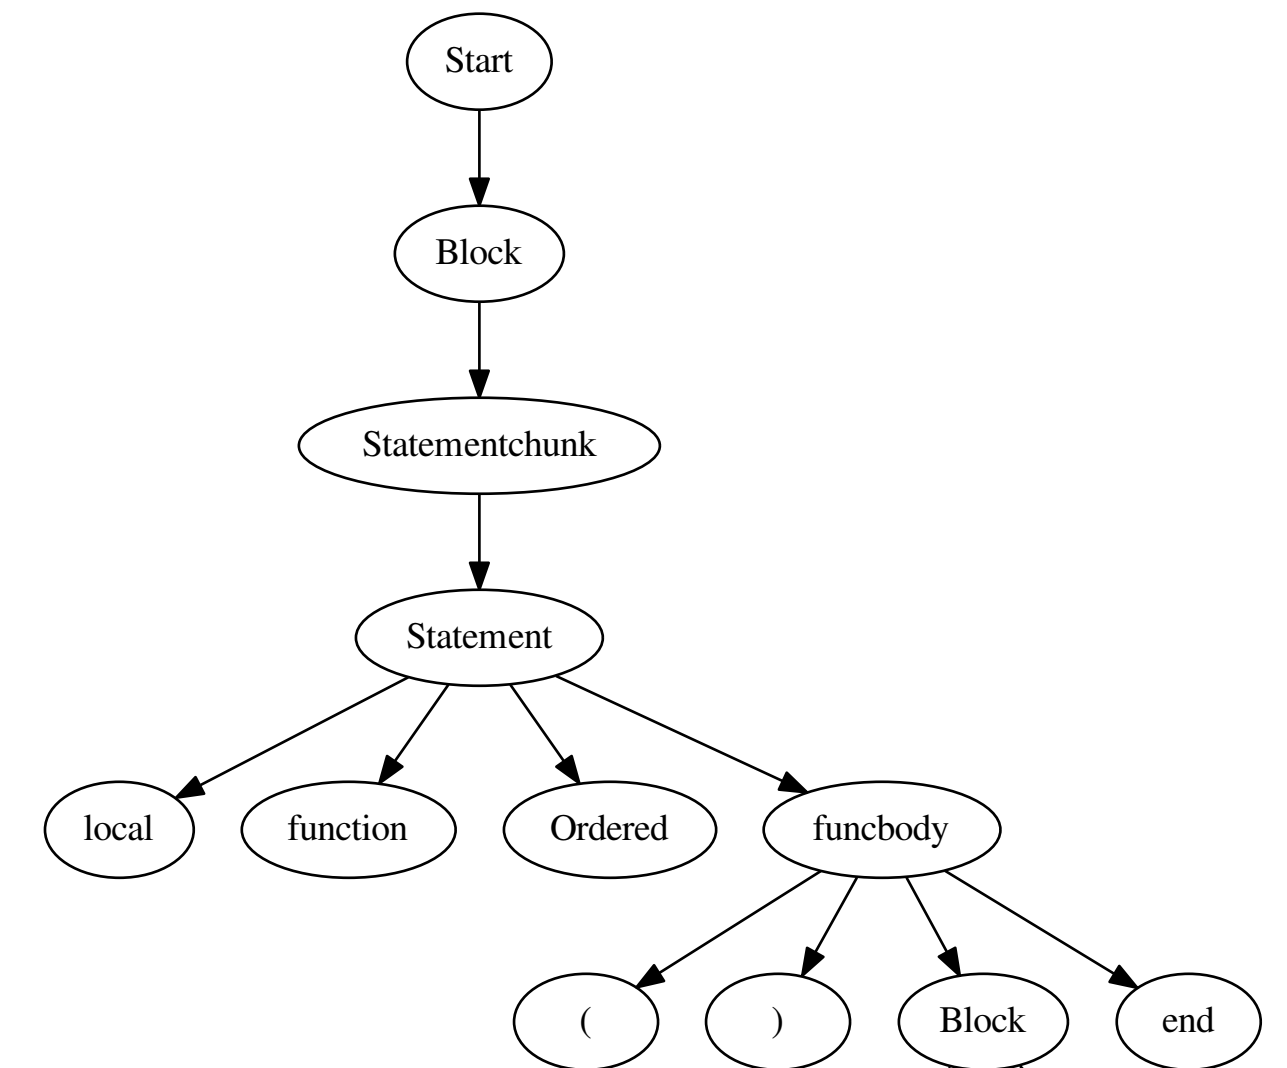 Start
Block
Statementchunk
Statement
local function Ordered funcbody
( ) Block end